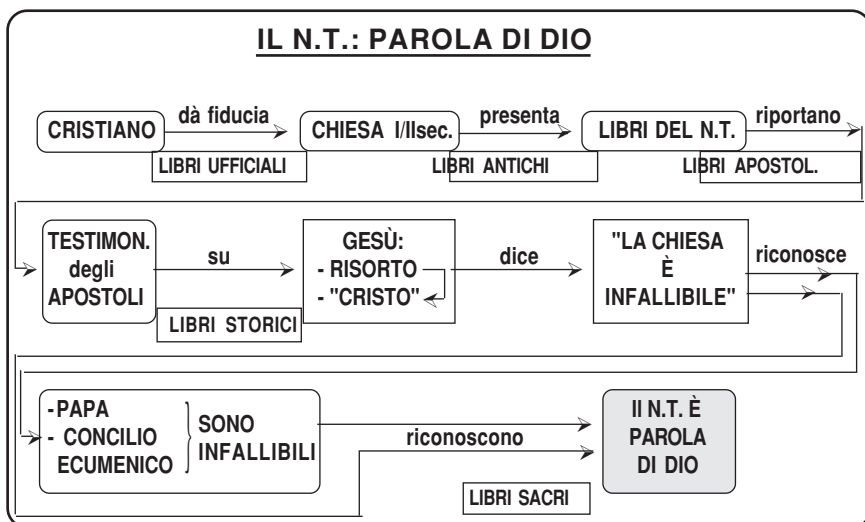 IL N.T.: PAROLA DI DIO
CRISTIANO
dà fiducia
CHIESA I/IIsec.
presenta
LIBRI DEL N.T.
riportano
LIBRI UFFICIALI
LIBRI ANTICHI
LIBRI APOSTOL.
TESTIMON.
degli
APOSTOLI
su
LIBRI STORICI
GESÙ:
- RISORTO
- "CRISTO"
dice
"LA CHIESA
È
INFALLIBILE"
riconosce
-PAPA
- CONCILIO
ECUMENICO
SONO
INFALLIBILI
riconoscono
LIBRI SACRI
Il N.T. È
PAROLA
DI DIO